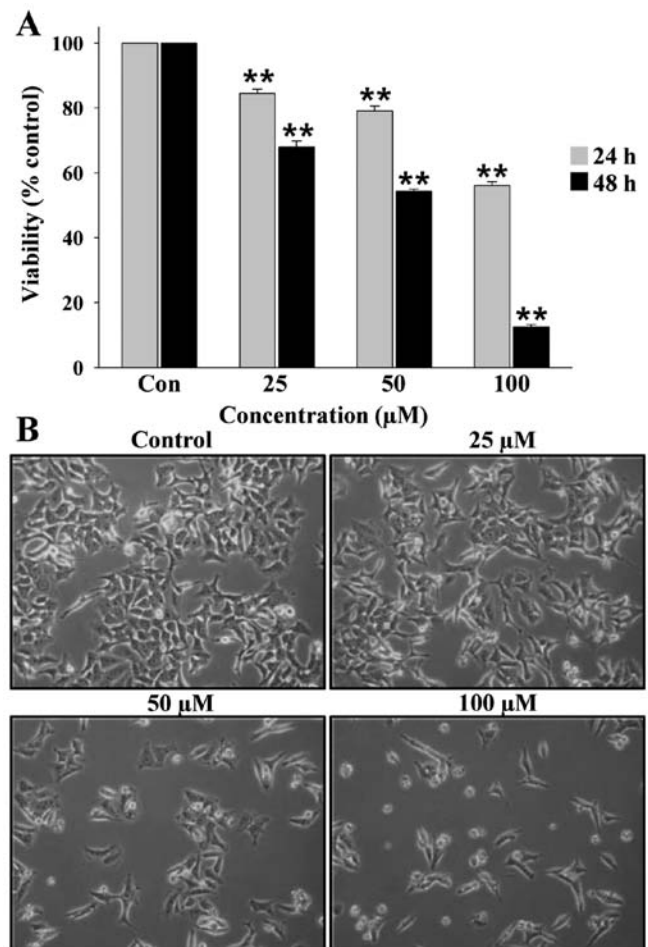 A
Viability (% control)
100
80
60
40
20
0
**
**
**
**
**
**
24 h
48 h
Con 25 50 100
Concentration (µM)
B
Control
25 µM
50 µM
100 µM